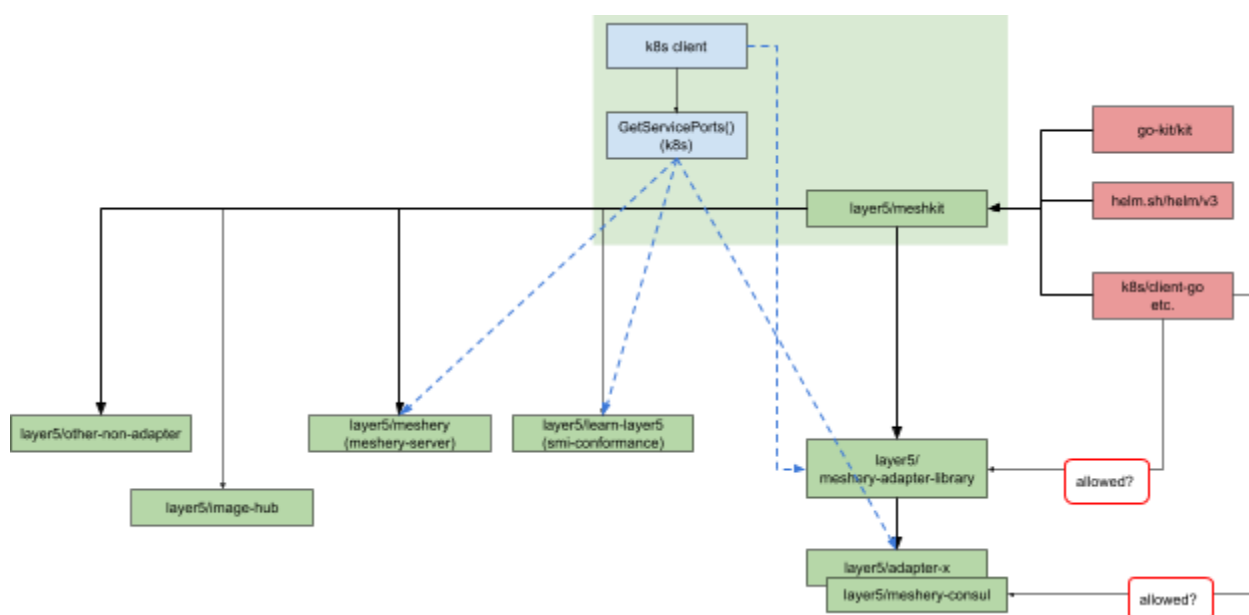 k8s client
GetServicePorts()
(k8s)
go-kit/kit
helm.sh/helm/v3
layer5/meshkit
k8s/client-go
etc.
layer5/other-non-adapter
layer5/meshery
(meshery-server)
layer5/learn-layer5
(smi-conformance)
layer5/
meshery-adapter-library
allowed?
layer5/image-hub
layer5/adapter-x
layer5/meshery-consul
allowed?